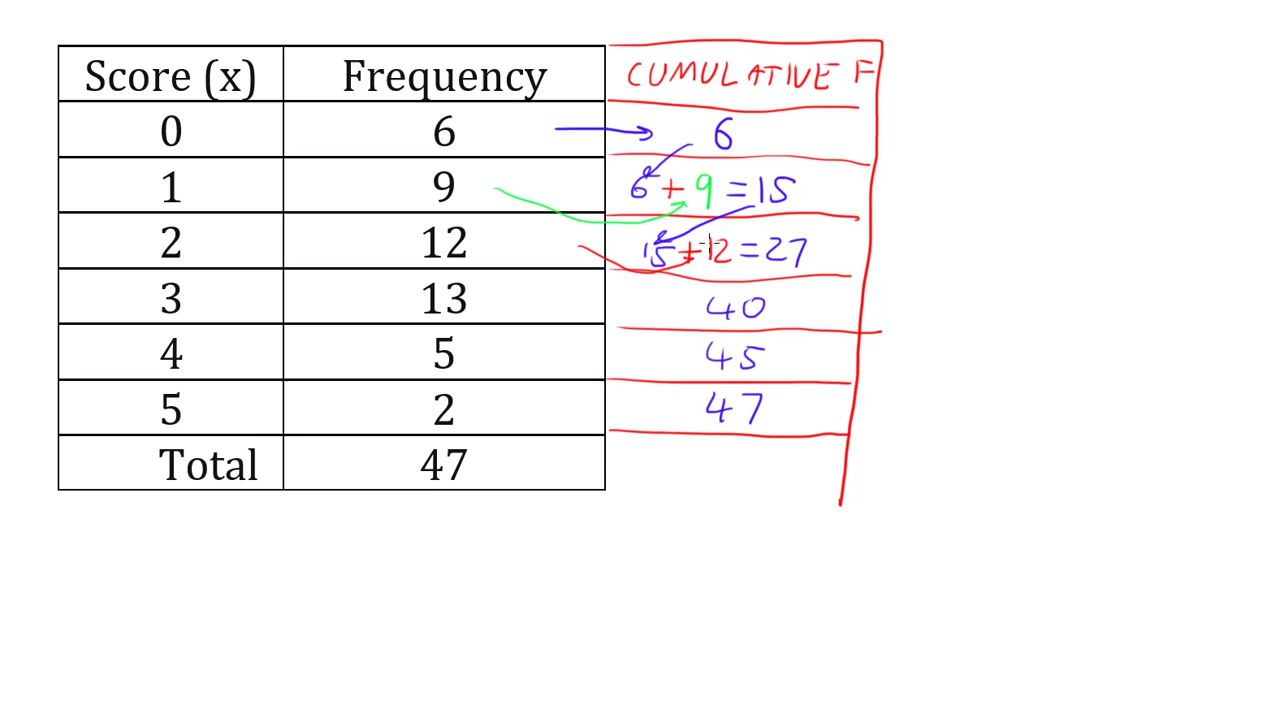 Score (x) Frequency CUMULATIVE F
0 6 6
1 9 6 + 9 = 15
2 12 15 + 12 = 27
3 13 40
4 5 45
5 2 47
Total 47